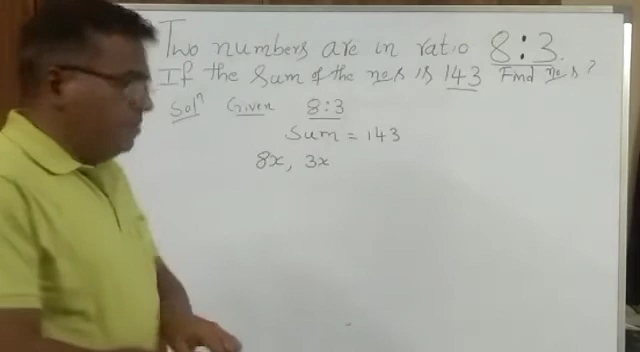 Two numbers are in ratio 8:3.
If the sum of the no.s is 143 Find no.s?
Solⁿ Given 8:3
Sum = 143
8x, 3x